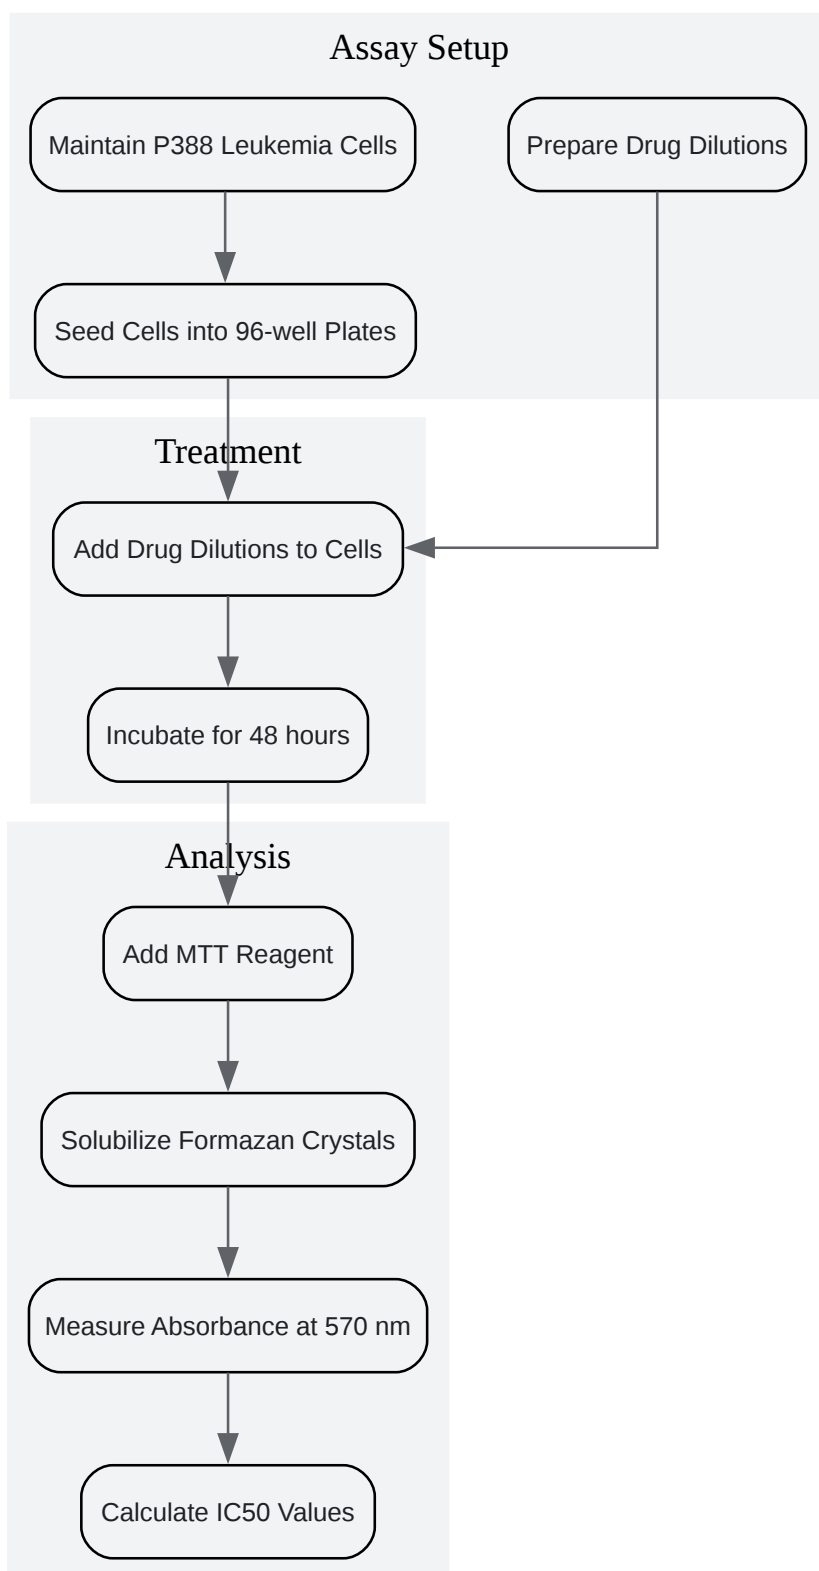 Assay Setup
Maintain P388 Leukemia Cells
Prepare Drug Dilutions
Seed Cells into 96-well Plates
Treatment
Add Drug Dilutions to Cells
Incubate for 48 hours
Analysis
Add MTT Reagent
Solubilize Formazan Crystals
Measure Absorbance at 570 nm
Calculate IC50 Values